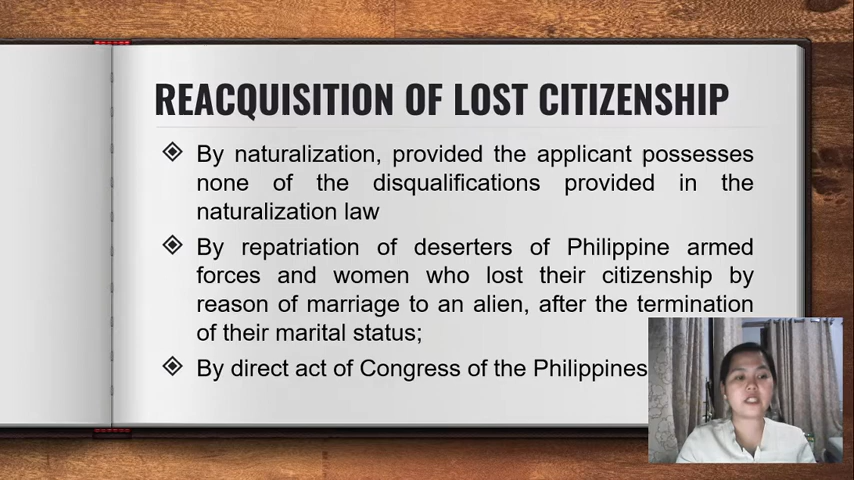 REACQUISITION OF LOST CITIZENSHIP
By naturalization, provided the applicant possesses
none of the disqualifications provided in the
naturalization law
By repatriation of deserters of Philippine armed
forces and women who lost their citizenship by
reason of marriage to an alien, after the termination
of their marital status;
By direct act of Congress of the Philippines